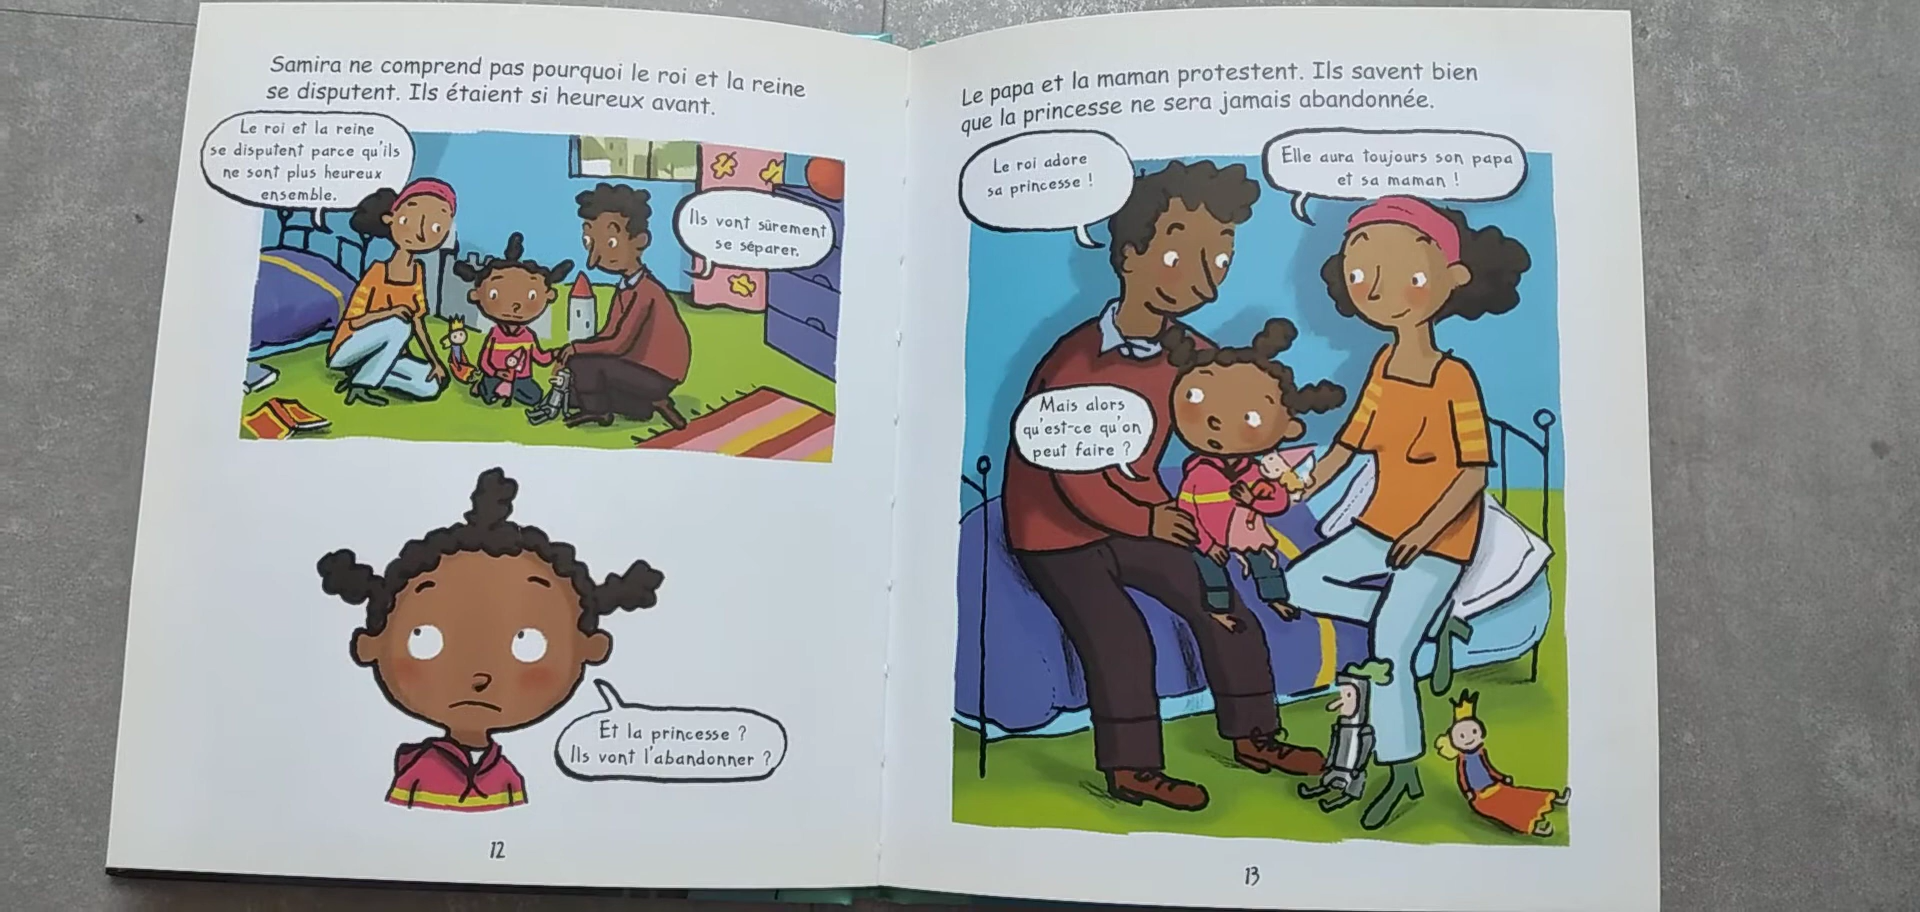 Samira ne comprend pas pourquoi le roi et la reine
se disputent. Ils étaient si heureux avant.
Le roi et la reine
se disputent parce qu'ils
ne sont plus heureux
ensemble.
Ils vont sûrement
se séparer.
Et la princesse ?
Ils vont l'abandonner ?
12
Le papa et la maman protestent. Ils savent bien
que la princesse ne sera jamais abandonnée.
Le roi adore
sa princesse !
Elle aura toujours son papa
et sa maman !
Mais alors
qu'est-ce qu'on
peut faire ?
13